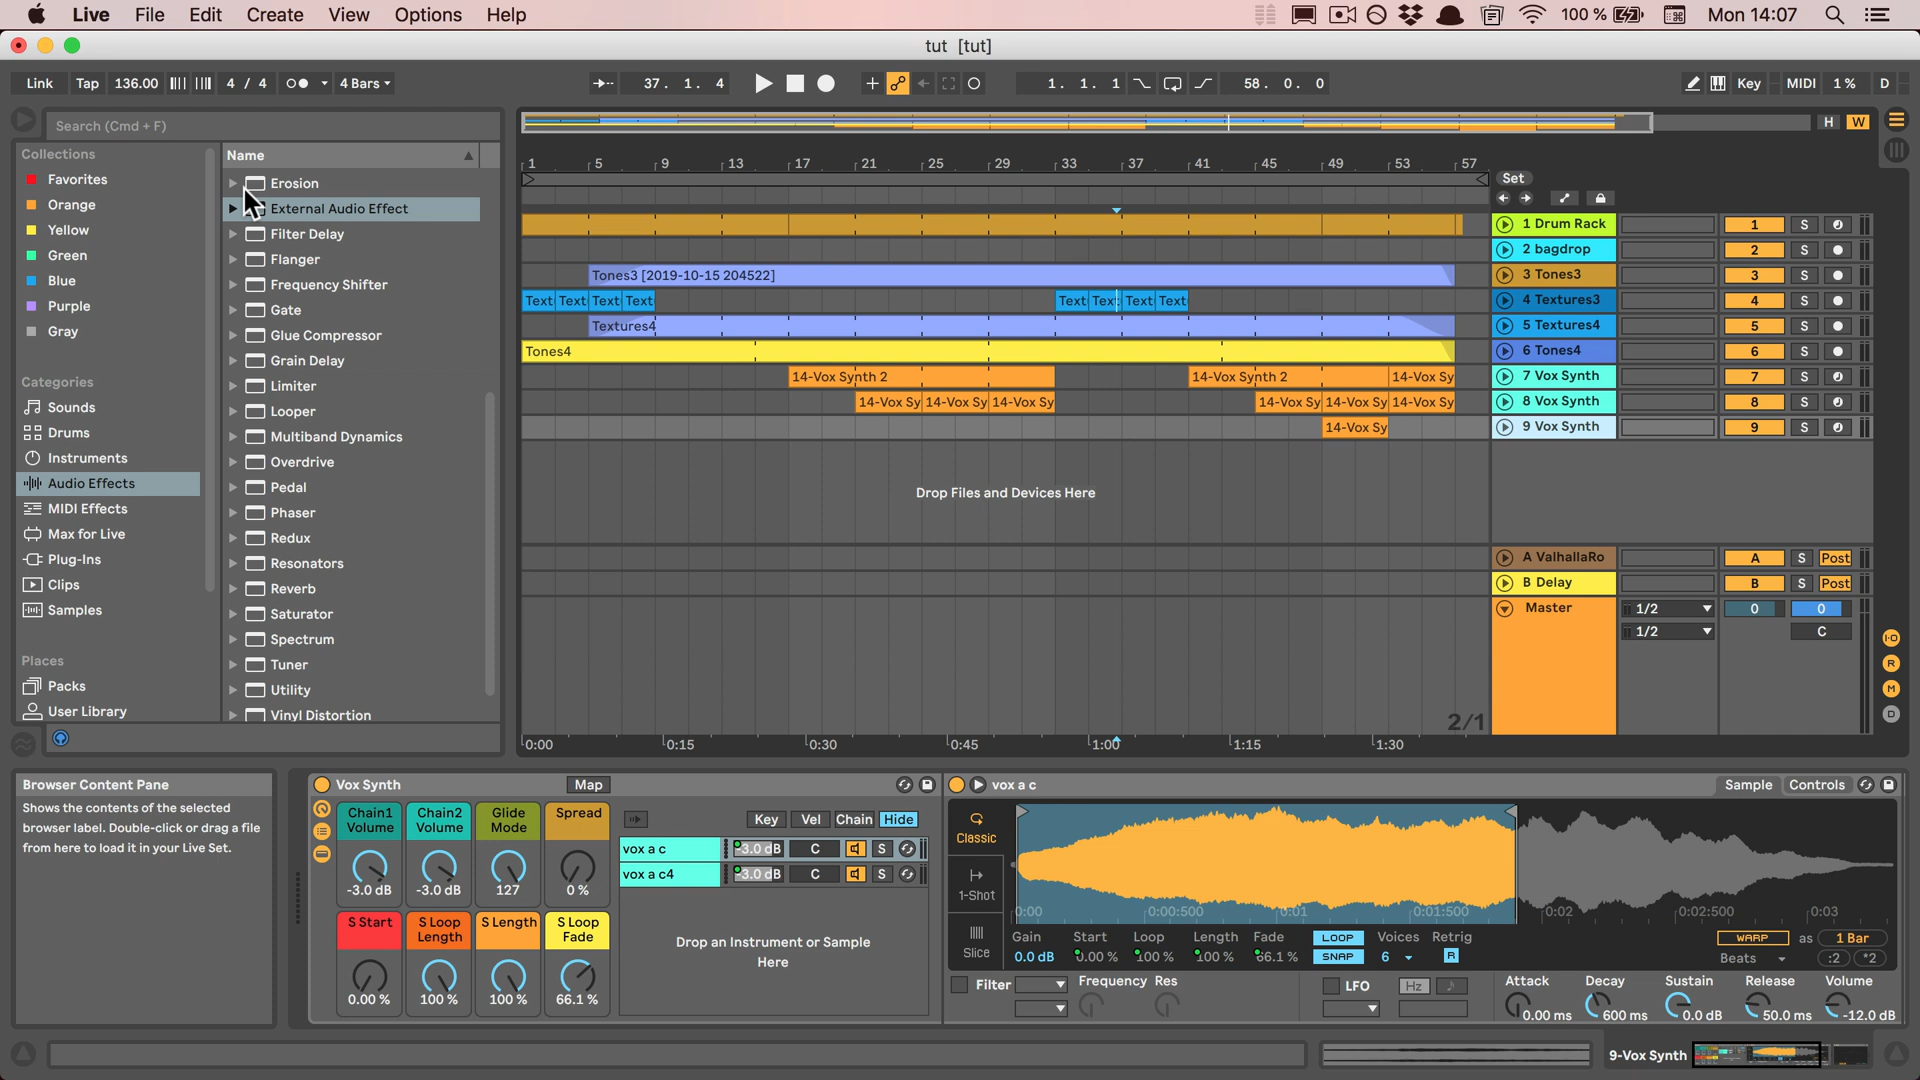 Live File Edit Create View Options Help
100 % Mon 14:07
tut [tut]
Link Tap 136.00 4 / 4 4 Bars 37. 1. 4 1. 1. 1 58. 0. 0 Key MIDI 1 % D
Search (Cmd + F)
H W
Collections
Favorites
Orange
Yellow
Green
Blue
Purple
Gray
Categories
Sounds
Drums
Instruments
Audio Effects
MIDI Effects
Max for Live
Plug-Ins
Clips
Samples
Places
Packs
User Library
Name
Erosion
External Audio Effect
Filter Delay
Flanger
Frequency Shifter
Gate
Glue Compressor
Grain Delay
Limiter
Looper
Multiband Dynamics
Overdrive
Pedal
Phaser
Redux
Resonators
Reverb
Saturator
Spectrum
Tuner
Utility
Vinyl Distortion
1 5 9 13 17 21 25 29 33 37 41 45 49 53 57
Set
1 Drum Rack 1 S
2 bagdrop 2 S
Tones3 [2019-10-15 204522] 3 Tones3 3 S
Text Text Text Text Text Text Text Text 4 Textures3 4 S
Textures4 5 Textures4 5 S
Tones4 6 Tones4 6 S
14-Vox Synth 2 14-Vox Synth 2 14-Vox Sy 7 Vox Synth 7 S
14-Vox Sy 14-Vox Sy 14-Vox Sy 14-Vox Sy 14-Vox Sy 14-Vox Sy 8 Vox Synth 8 S
14-Vox Sy 9 Vox Synth 9 S
Drop Files and Devices Here
A ValhallaRo A S Post
B Delay B S Post
Master 1/2 0 0
1/2 C
2/1
0:00 0:15 0:30 0:45 1:00 1:15 1:30
I·O
R
M
D
Browser Content Pane
Shows the contents of the selected
browser label. Double-click or drag a file
from here to load it in your Live Set.
Vox Synth Map
Chain1 Volume Chain2 Volume Glide Mode Spread
-3.0 dB -3.0 dB 127 0 %
S Start S Loop Length S Length S Loop Fade
0.00 % 100 % 100 % 66.1 %
Key Vel Chain Hide
vox a c -3.0 dB C S
vox a c4 -3.0 dB C S
Drop an Instrument or Sample
Here
vox a c Sample Controls
Classic
1-Shot
Slice
0:00 0:00:500 0:01 0:01:500 0:02 0:02:500 0:03
Gain Start Loop Length Fade LOOP Voices Retrig WARP as 1 Bar
0.0 dB 0.00 % 100 % 100 % 66.1 % SNAP 6 R Beats :2 *2
Filter Frequency Res LFO Hz Attack Decay Sustain Release Volume
0.00 ms 600 ms 0.0 dB 50.0 ms -12.0 dB
9-Vox Synth